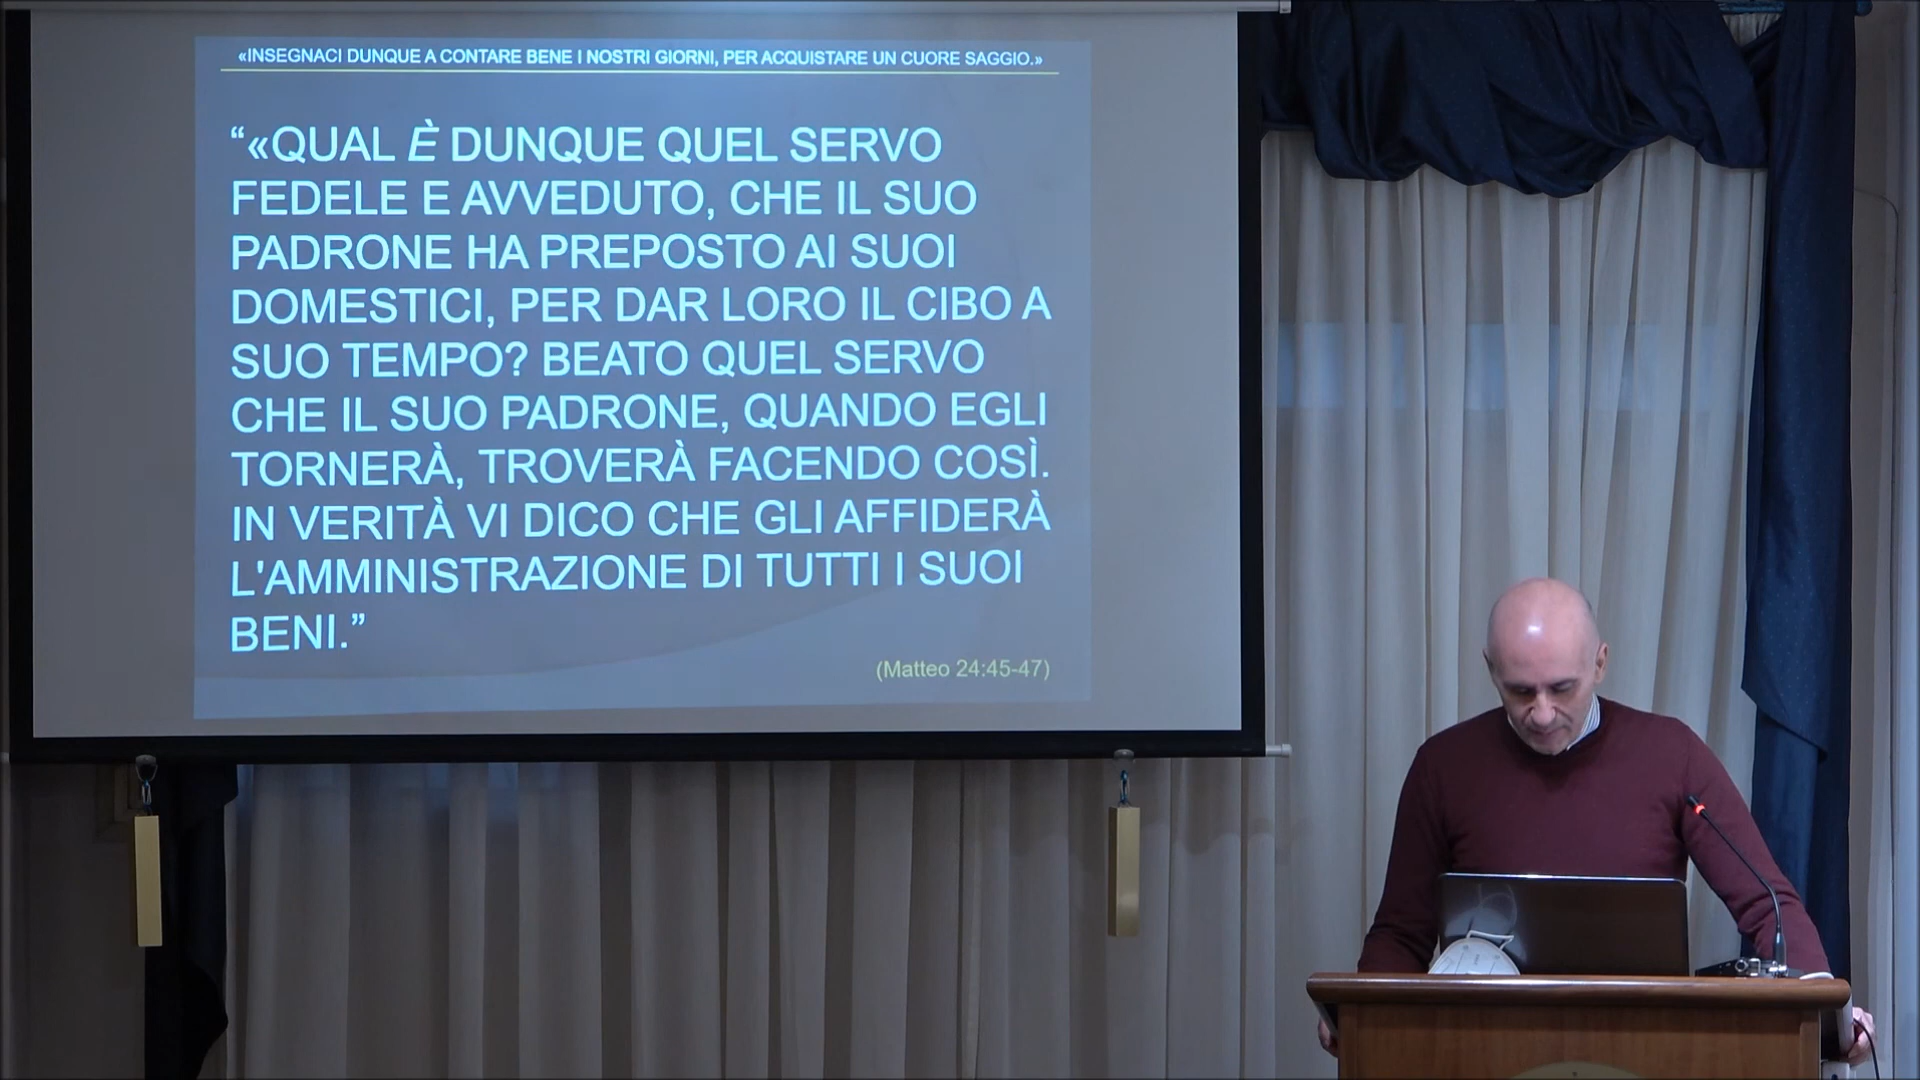 «INSEGNACI DUNQUE A CONTARE BENE I NOSTRI GIORNI, PER ACQUISTARE UN CUORE SAGGIO.»
“«QUAL È DUNQUE QUEL SERVO
FEDELE E AVVEDUTO, CHE IL SUO
PADRONE HA PREPOSTO AI SUOI
DOMESTICI, PER DAR LORO IL CIBO A
SUO TEMPO? BEATO QUEL SERVO
CHE IL SUO PADRONE, QUANDO EGLI
TORNERÀ, TROVERÀ FACENDO COSÌ.
IN VERITÀ VI DICO CHE GLI AFFIDERÀ
L'AMMINISTRAZIONE DI TUTTI I SUOI
BENI.”
(Matteo 24:45-47)